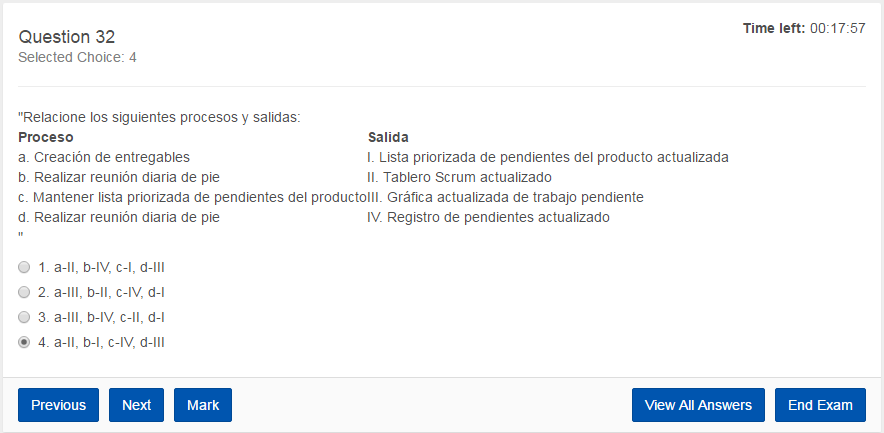 Question 32
Time left: 00:17:57
Selected Choice: 4
"Relacione los siguientes procesos y salidas:
Proceso Salida
a. Creación de entregables I. Lista priorizada de pendientes del producto actualizada
b. Realizar reunión diaria de pie II. Tablero Scrum actualizado
c. Mantener lista priorizada de pendientes del producto III. Gráfica actualizada de trabajo pendiente
d. Realizar reunión diaria de pie IV. Registro de pendientes actualizado
"
1. a-II, b-IV, c-I, d-III
2. a-III, b-II, c-IV, d-I
3. a-III, b-IV, c-II, d-I
4. a-II, b-I, c-IV, d-III
Previous Next Mark View All Answers End Exam